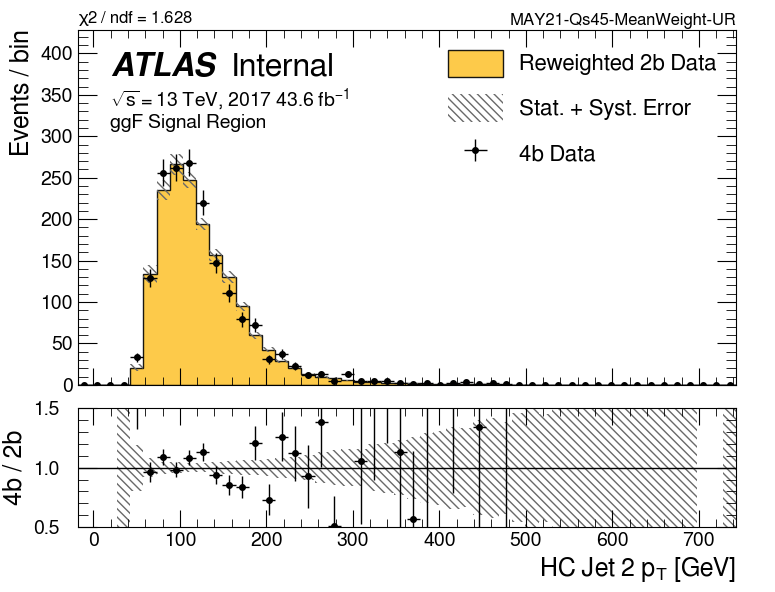 χ2 / ndf = 1.628
MAY21-Qs45-MeanWeight-UR
Events / bin
400
350
300
250
200
150
100
50
0
ATLAS Internal
√s = 13 TeV, 2017 43.6 fb−1
ggF Signal Region
Reweighted 2b Data
Stat. + Syst. Error
4b Data
4b / 2b
1.5
1.0
0.5
0 100 200 300 400 500 600 700
HC Jet 2 pT [GeV]